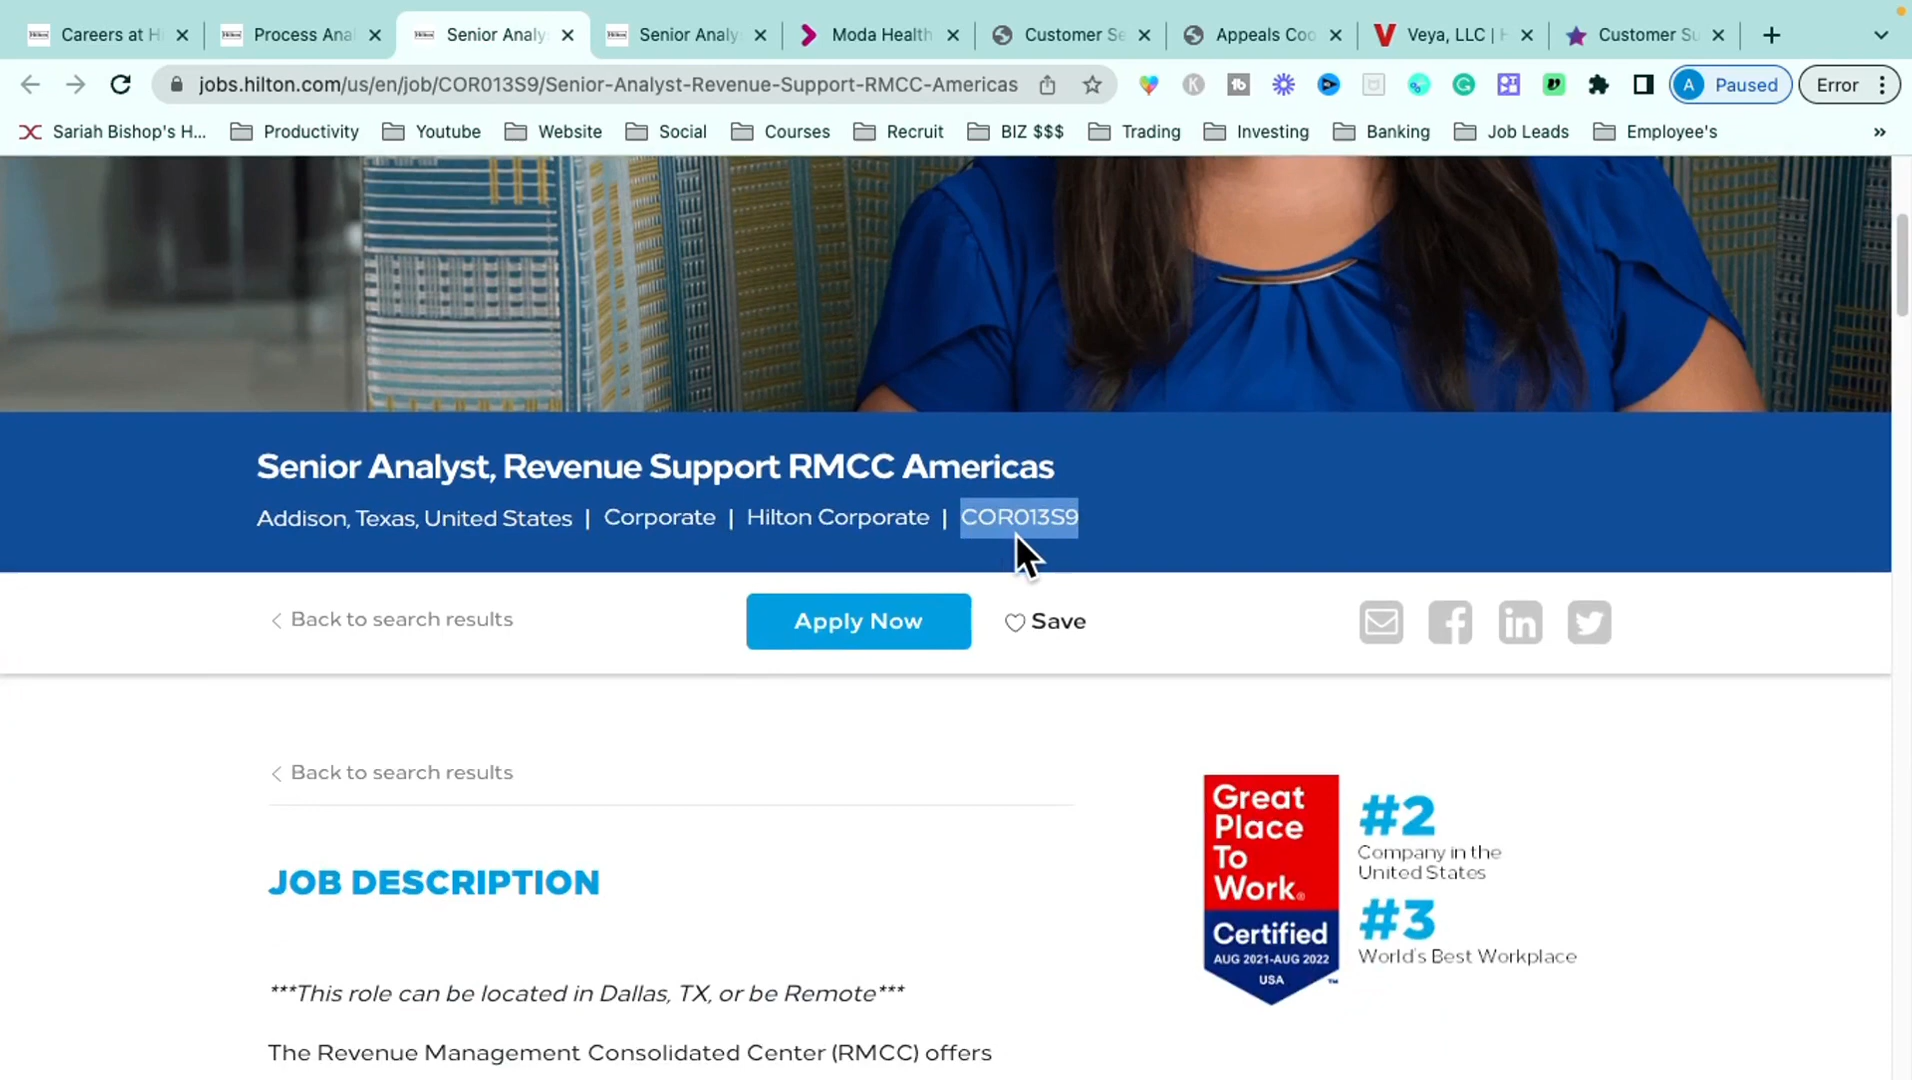 Careers at Hi
Process Anal
Senior Analys
Senior Analys
Moda Health
Customer Se
Appeals Coo
Veya, LLC | H
Customer Su
jobs.hilton.com/us/en/job/COR013S9/Senior-Analyst-Revenue-Support-RMCC-Americas
Paused
Error
Sariah Bishop's H...
Productivity
Youtube
Website
Social
Courses
Recruit
BIZ $$$
Trading
Investing
Banking
Job Leads
Employee's
»
Senior Analyst, Revenue Support RMCC Americas
Addison, Texas, United States | Corporate | Hilton Corporate | COR013S9
Back to search results
Apply Now
Save
Back to search results
JOB DESCRIPTION
***This role can be located in Dallas, TX, or be Remote***
The Revenue Management Consolidated Center (RMCC) offers
Great
Place
To
Work®
Certified
AUG 2021-AUG 2022
USA
™
#2
Company in the
United States
#3
World's Best Workplace